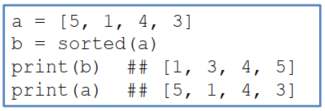 a = [5, 1, 4, 3]
b = sorted(a)
print(b)  ## [1, 3, 4, 5]
print(a)  ## [5, 1, 4, 3]